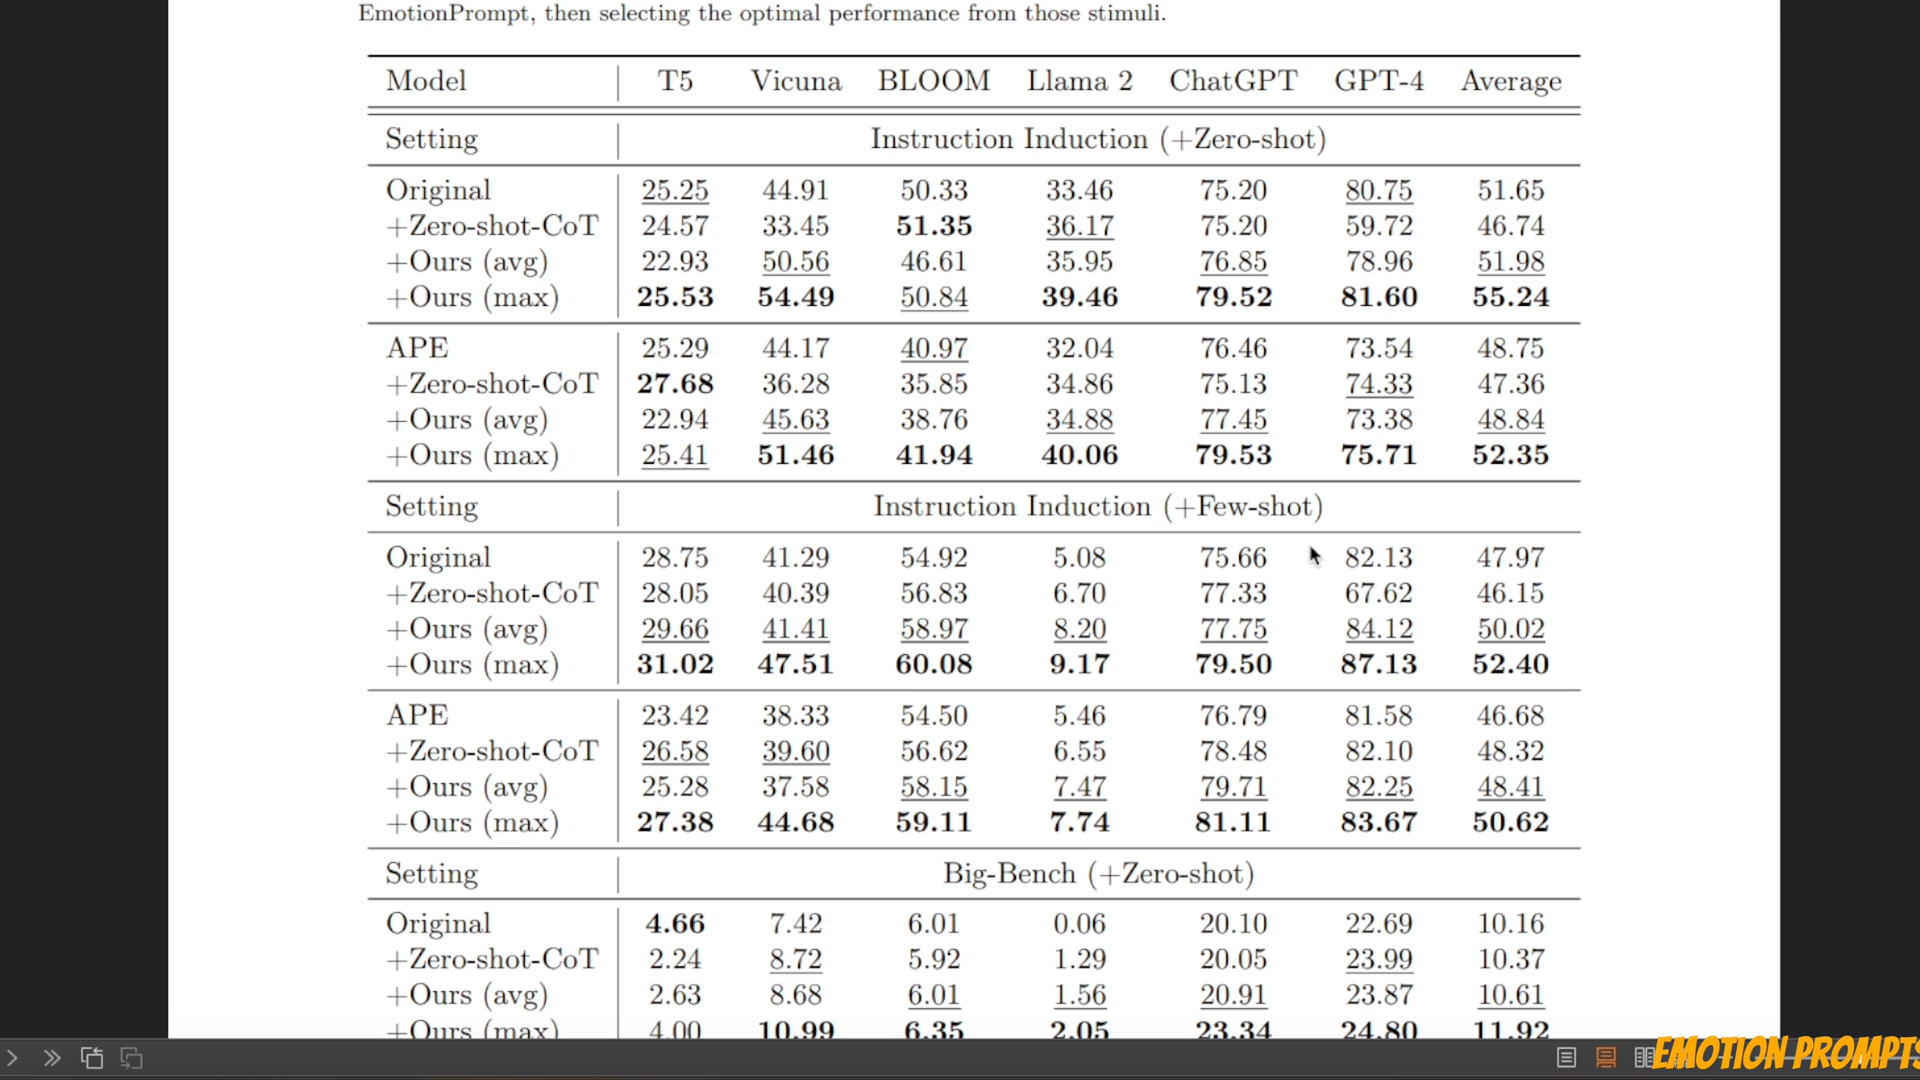 EmotionPrompt, then selecting the optimal performance from those stimuli.
Model T5 Vicuna BLOOM Llama 2 ChatGPT GPT-4 Average
Setting Instruction Induction (+Zero-shot)
Original 25.25 44.91 50.33 33.46 75.20 80.75 51.65
+Zero-shot-CoT 24.57 33.45 51.35 36.17 75.20 59.72 46.74
+Ours (avg) 22.93 50.56 46.61 35.95 76.85 78.96 51.98
+Ours (max) 25.53 54.49 50.84 39.46 79.52 81.60 55.24
APE 25.29 44.17 40.97 32.04 76.46 73.54 48.75
+Zero-shot-CoT 27.68 36.28 35.85 34.86 75.13 74.33 47.36
+Ours (avg) 22.94 45.63 38.76 34.88 77.45 73.38 48.84
+Ours (max) 25.41 51.46 41.94 40.06 79.53 75.71 52.35
Setting Instruction Induction (+Few-shot)
Original 28.75 41.29 54.92 5.08 75.66 82.13 47.97
+Zero-shot-CoT 28.05 40.39 56.83 6.70 77.33 67.62 46.15
+Ours (avg) 29.66 41.41 58.97 8.20 77.75 84.12 50.02
+Ours (max) 31.02 47.51 60.08 9.17 79.50 87.13 52.40
APE 23.42 38.33 54.50 5.46 76.79 81.58 46.68
+Zero-shot-CoT 26.58 39.60 56.62 6.55 78.48 82.10 48.32
+Ours (avg) 25.28 37.58 58.15 7.47 79.71 82.25 48.41
+Ours (max) 27.38 44.68 59.11 7.74 81.11 83.67 50.62
Setting Big-Bench (+Zero-shot)
Original 4.66 7.42 6.01 0.06 20.10 22.69 10.16
+Zero-shot-CoT 2.24 8.72 5.92 1.29 20.05 23.99 10.37
+Ours (avg) 2.63 8.68 6.01 1.56 20.91 23.87 10.61
+Ours (max) 4.00 10.99 6.35 2.05 23.34 24.80 11.92
EMOTION PROMPTS